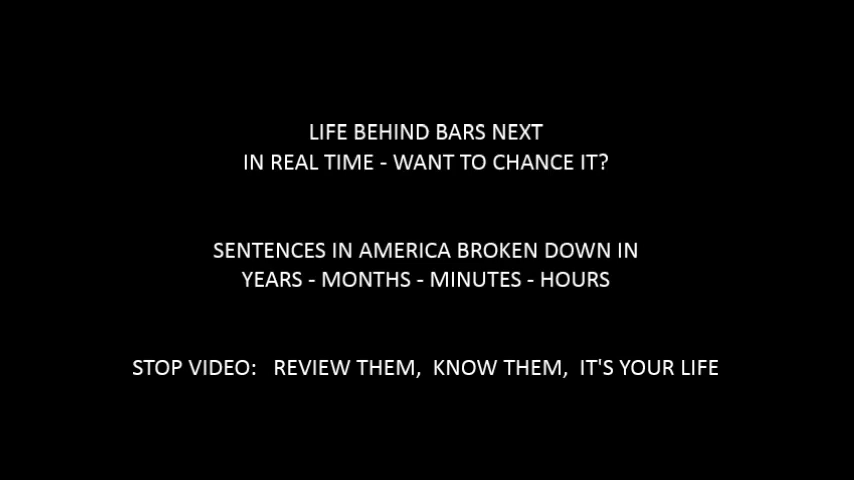 LIFE BEHIND BARS NEXT
IN REAL TIME - WANT TO CHANCE IT?
SENTENCES IN AMERICA BROKEN DOWN IN
YEARS - MONTHS - MINUTES - HOURS
STOP VIDEO:   REVIEW THEM,  KNOW THEM,  IT'S YOUR LIFE